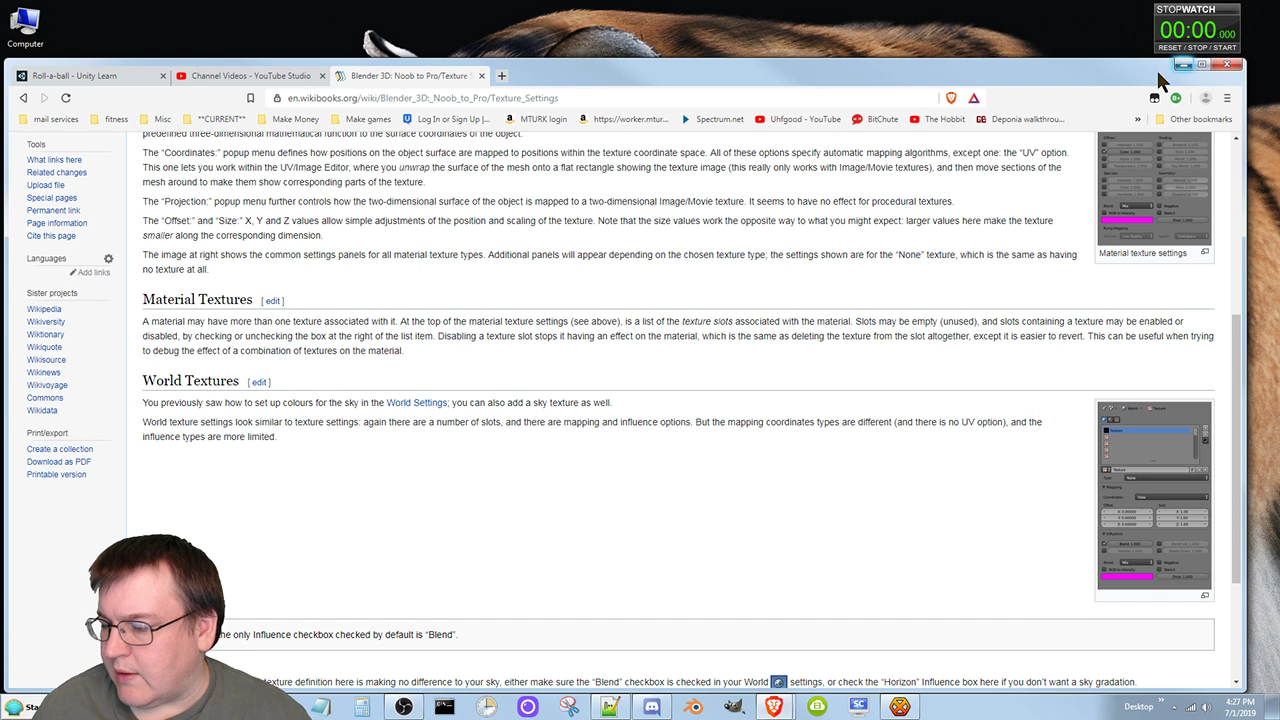 STOPWATCH
00:00.000
RESET / STOP / START
Computer
Roll-a-ball - Unity Learn
Channel Videos - YouTube Studio
Blender 3D: Noob to Pro/Texture S
en.wikibooks.org/wiki/Blender_3D:_Noob_to_Pro/Texture_Settings
mail services
fitness
Misc
**CURRENT**
Make Money
Make games
Log In or Sign Up |...
MTURK login
https://worker.mtur...
Spectrum.net
Uhfgood - YouTube
BitChute
The Hobbit
Deponia walkthrou...
»
Other bookmarks
predefined three-dimensional mathematical function to the surface coordinates of the object.
The “Coordinates:” popup menu defines how positions on the object surface are mapped to positions within the texture coordinate space. All of these options specify automatic mapping algorithms, except one: the “UV” option.
This one lets you work within the UV/Image Editor, where you unwrap the surface of the mesh onto a flat rectangle showing the texture image (this really only works with Image/Movie textures), and then move sections of the
mesh around to make them show corresponding parts of the texture.
The “Projection:” popup menu further controls how the two-dimensional surface of the object is mapped to a two-dimensional Image/Movie texture. It seems to have no effect for procedural textures.
The “Offset:” and “Size:” X, Y and Z values allow simple adjustments of the position and scaling of the texture. Note that the size values work the opposite way to what you might expect: larger values here make the texture
smaller along the corresponding dimension.
The image at right shows the common settings panels for all material texture types. Additional panels will appear depending on the chosen texture type; the settings shown are for the “None” texture, which is the same as having
no texture at all.
Material texture settings
Material Textures [ edit ]
A material may have more than one texture associated with it. At the top of the material texture settings (see above), is a list of the texture slots associated with the material. Slots may be empty (unused), and slots containing a texture may be enabled or
disabled, by checking or unchecking the box at the right of the list item. Disabling a texture slot stops it having an effect on the material, which is the same as deleting the texture from the slot altogether, except it is easier to revert. This can be useful when trying
to debug the effect of a combination of textures on the material.
World Textures [ edit ]
You previously saw how to set up colours for the sky in the World Settings; you can also add a sky texture as well.
World texture settings look similar to texture settings: again there are a number of slots, and there are mapping and influence options. But the mapping coordinates types are different (and there is no UV option), and the
influence types are more limited.
he only Influence checkbox checked by default is “Blend”.
exture definition here is making no difference to your sky, either make sure the “Blend” checkbox is checked in your World settings, or check the “Horizon” Influence box here if you don’t want a sky gradation.
Tools
What links here
Related changes
Upload file
Special pages
Permanent link
Page information
Cite this page
Languages
Add links
Sister projects
Wikipedia
Wikiversity
Wiktionary
Wikiquote
Wikisource
Wikinews
Wikivoyage
Commons
Wikidata
Print/export
Create a collection
Download as PDF
Printable version
Desktop
»
4:27 PM
7/1/2019